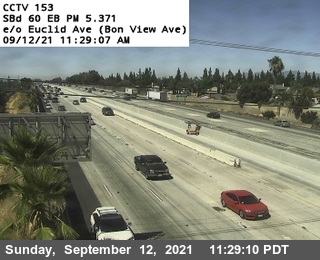 CCTV 153
SBd 60 EB PM 5.371
e/o Euclid Ave (Bon View Ave)
09/12/21 11:29:07 AM
Sunday, September 12, 2021 11:29:10 PDT